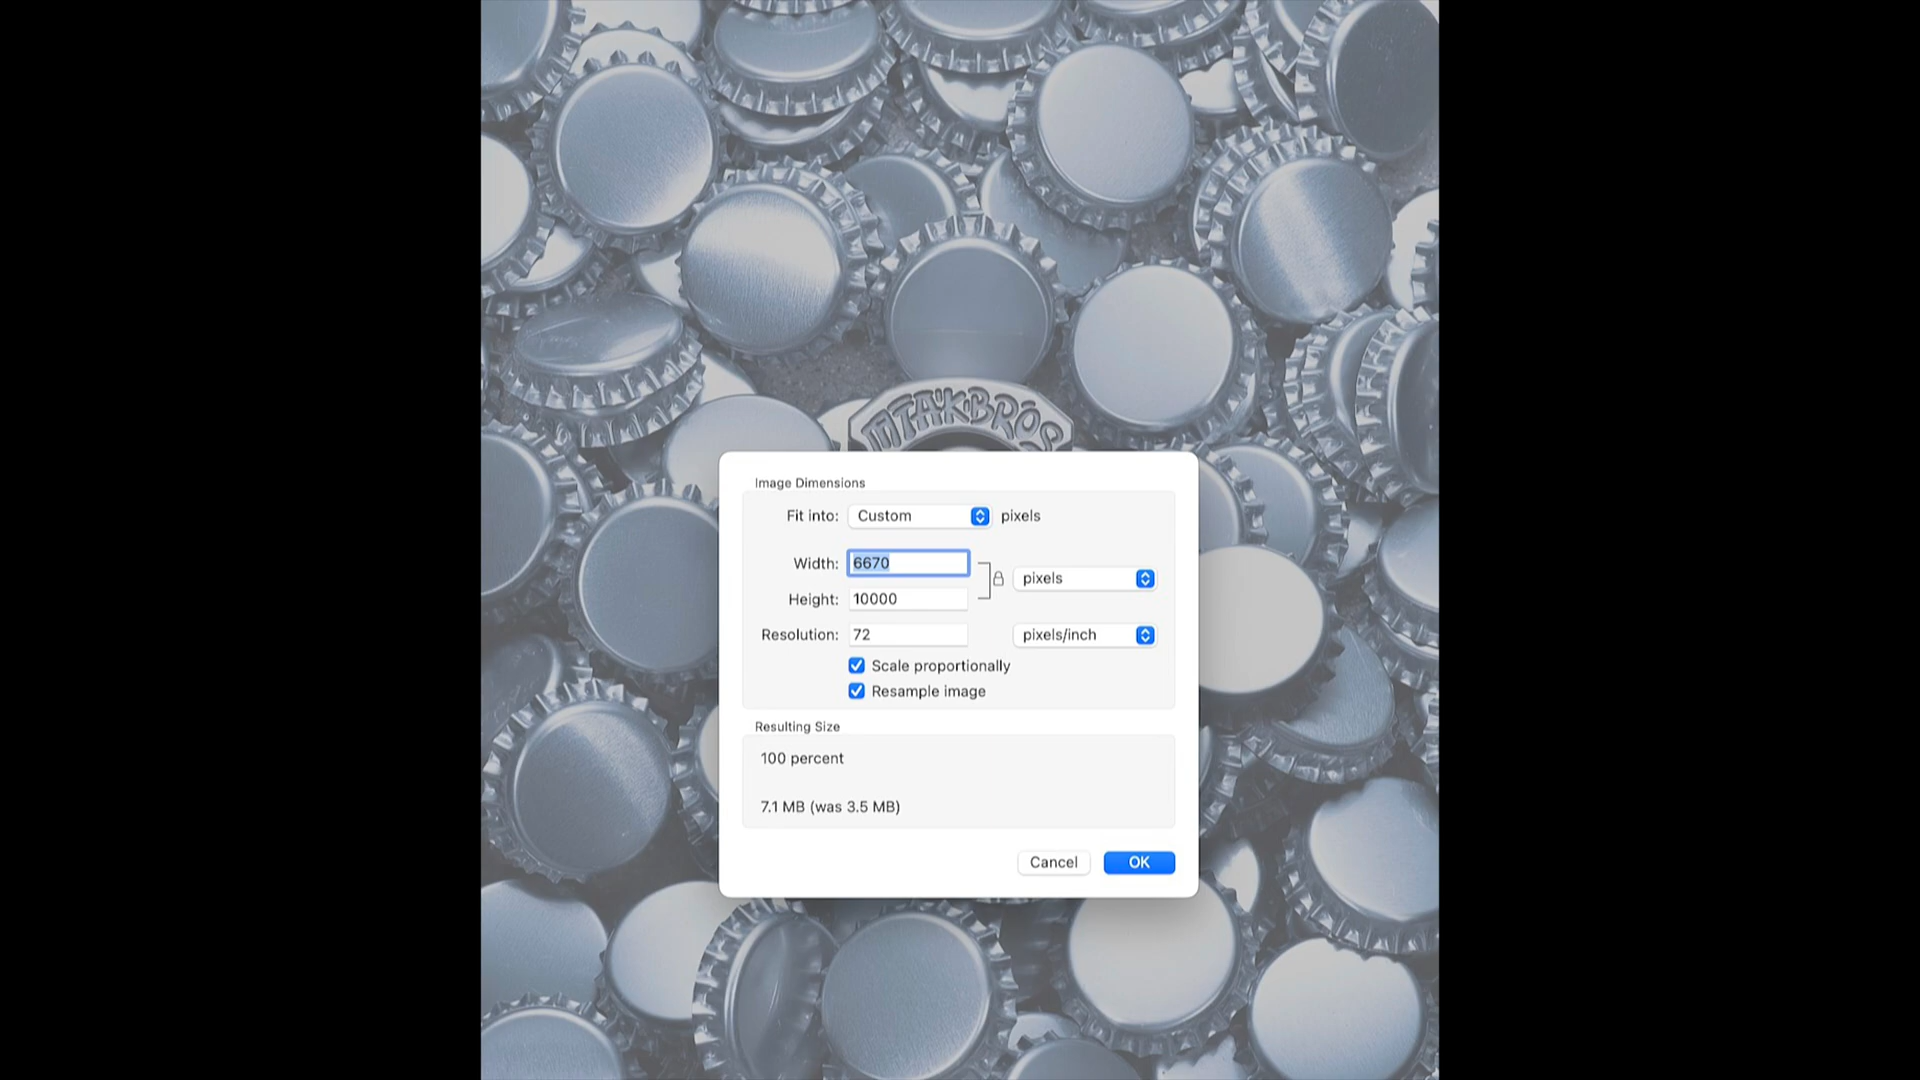 MTAKBROS
Image Dimensions
Fit into: Custom pixels
Width: 6670
pixels
Height: 10000
Resolution: 72 pixels/inch
Scale proportionally
Resample image
Resulting Size
100 percent
7.1 MB (was 3.5 MB)
Cancel OK